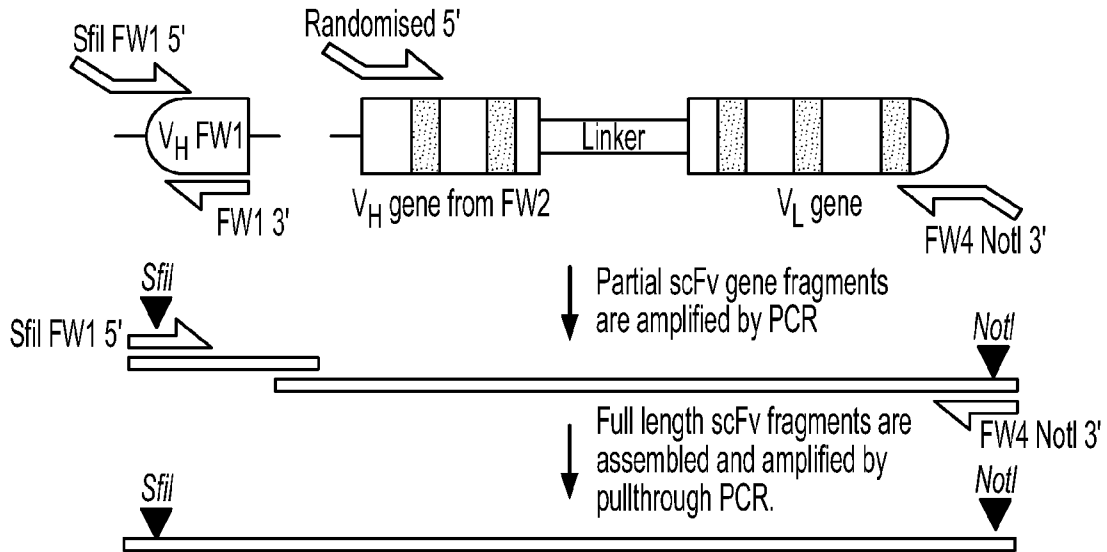 SfiI FW1 5'
Randomised 5'
VH FW1
Linker
FW1 3'
VH gene from FW2
VL gene
FW4 NotI 3'
SfiI
Partial scFv gene fragments
are amplified by PCR
SfiI FW1 5'
NotI
Full length scFv fragments are
assembled and amplified by
pullthrough PCR.
FW4 NotI 3'
SfiI
NotI